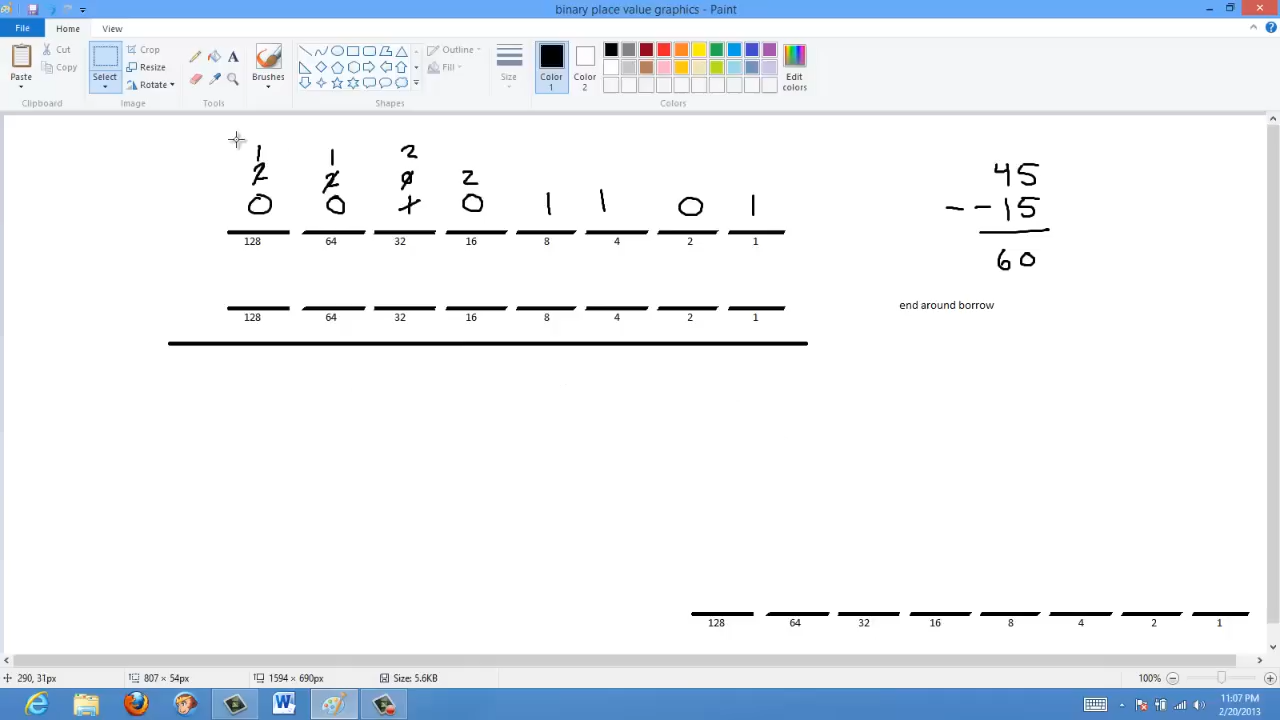 binary place value graphics - Paint
File Home View
Paste
Cut
Copy
Clipboard
Select
Crop
Resize
Rotate
Image
Tools
Brushes
Outline
Fill
Shapes
Size
Color 1
Color 2
Colors
Edit colors
1 1 2
2 2 0 2
0 0 1 0 1 1 0 1
128 64 32 16 8 4 2 1
128 64 32 16 8 4 2 1
45
- -15
60
end around borrow
128 64 32 16 8 4 2 1
290, 31px
807 × 54px
1594 × 690px
Size: 5.6KB
100%
11:07 PM
2/20/2013